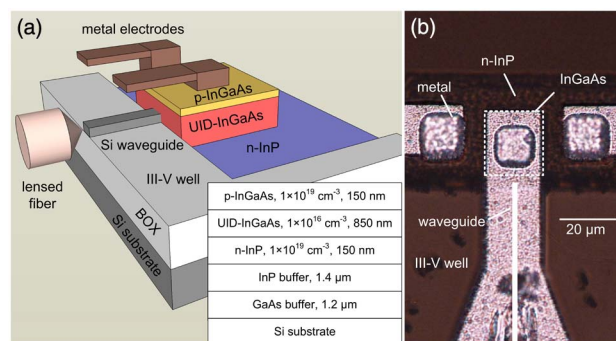 (a)
metal electrodes
p-InGaAs
UID-InGaAs
Si waveguide
n-InP
lensed
fiber
III-V well
BOX
Si substrate
p-InGaAs, 1×10¹⁹ cm⁻³, 150 nm
UID-InGaAs, 1×10¹⁶ cm⁻³, 850 nm
n-InP, 1×10¹⁹ cm⁻³, 150 nm
InP buffer, 1.4 μm
GaAs buffer, 1.2 μm
Si substrate
(b)
n-InP
InGaAs
metal
waveguide
20 μm
III-V well